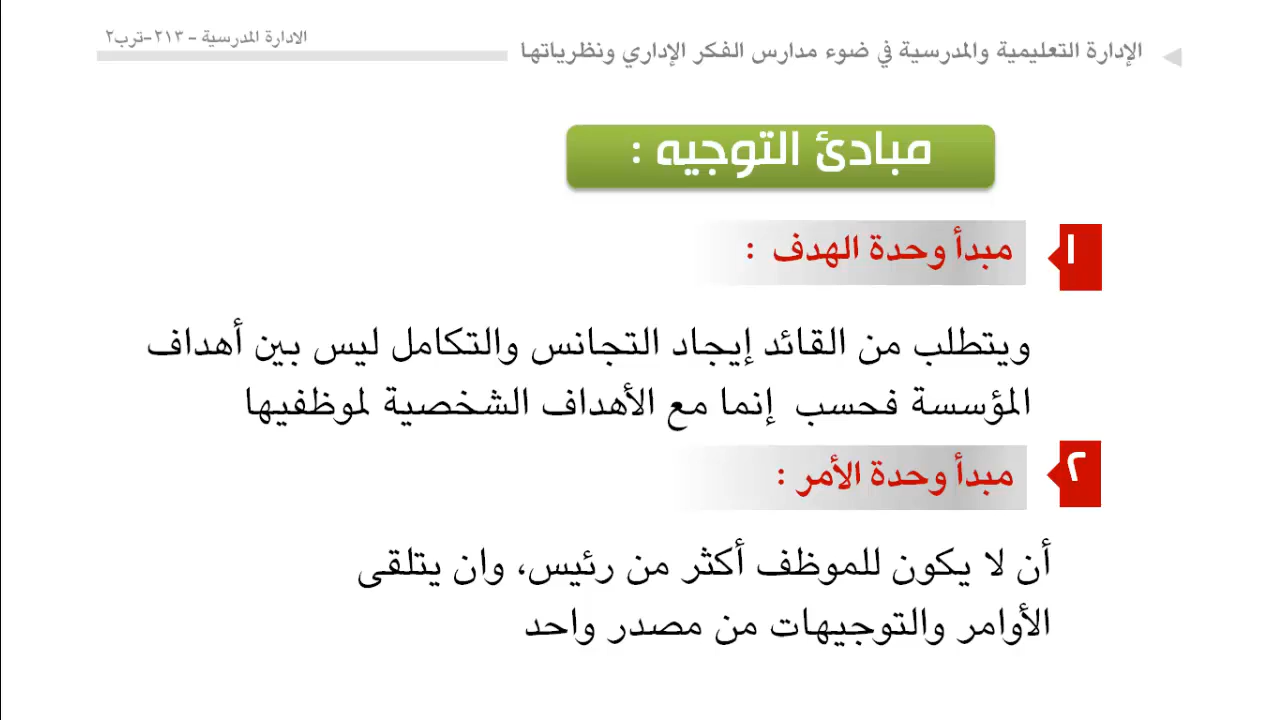 الإدارة التعليمية والمدرسية في ضوء مدارس الفكر الإداري ونظرياتها
الادارة المدرسية - ٢١٣-ترب٢
مبادئ التوجيه :
١
مبدأ وحدة الهدف :
ويتطلب من القائد إيجاد التجانس والتكامل ليس بين أهداف
المؤسسة فحسب إنما مع الأهداف الشخصية لموظفيها
٢
مبدأ وحدة الأمر :
أن لا يكون للموظف أكثر من رئيس، وان يتلقى
الأوامر والتوجيهات من مصدر واحد